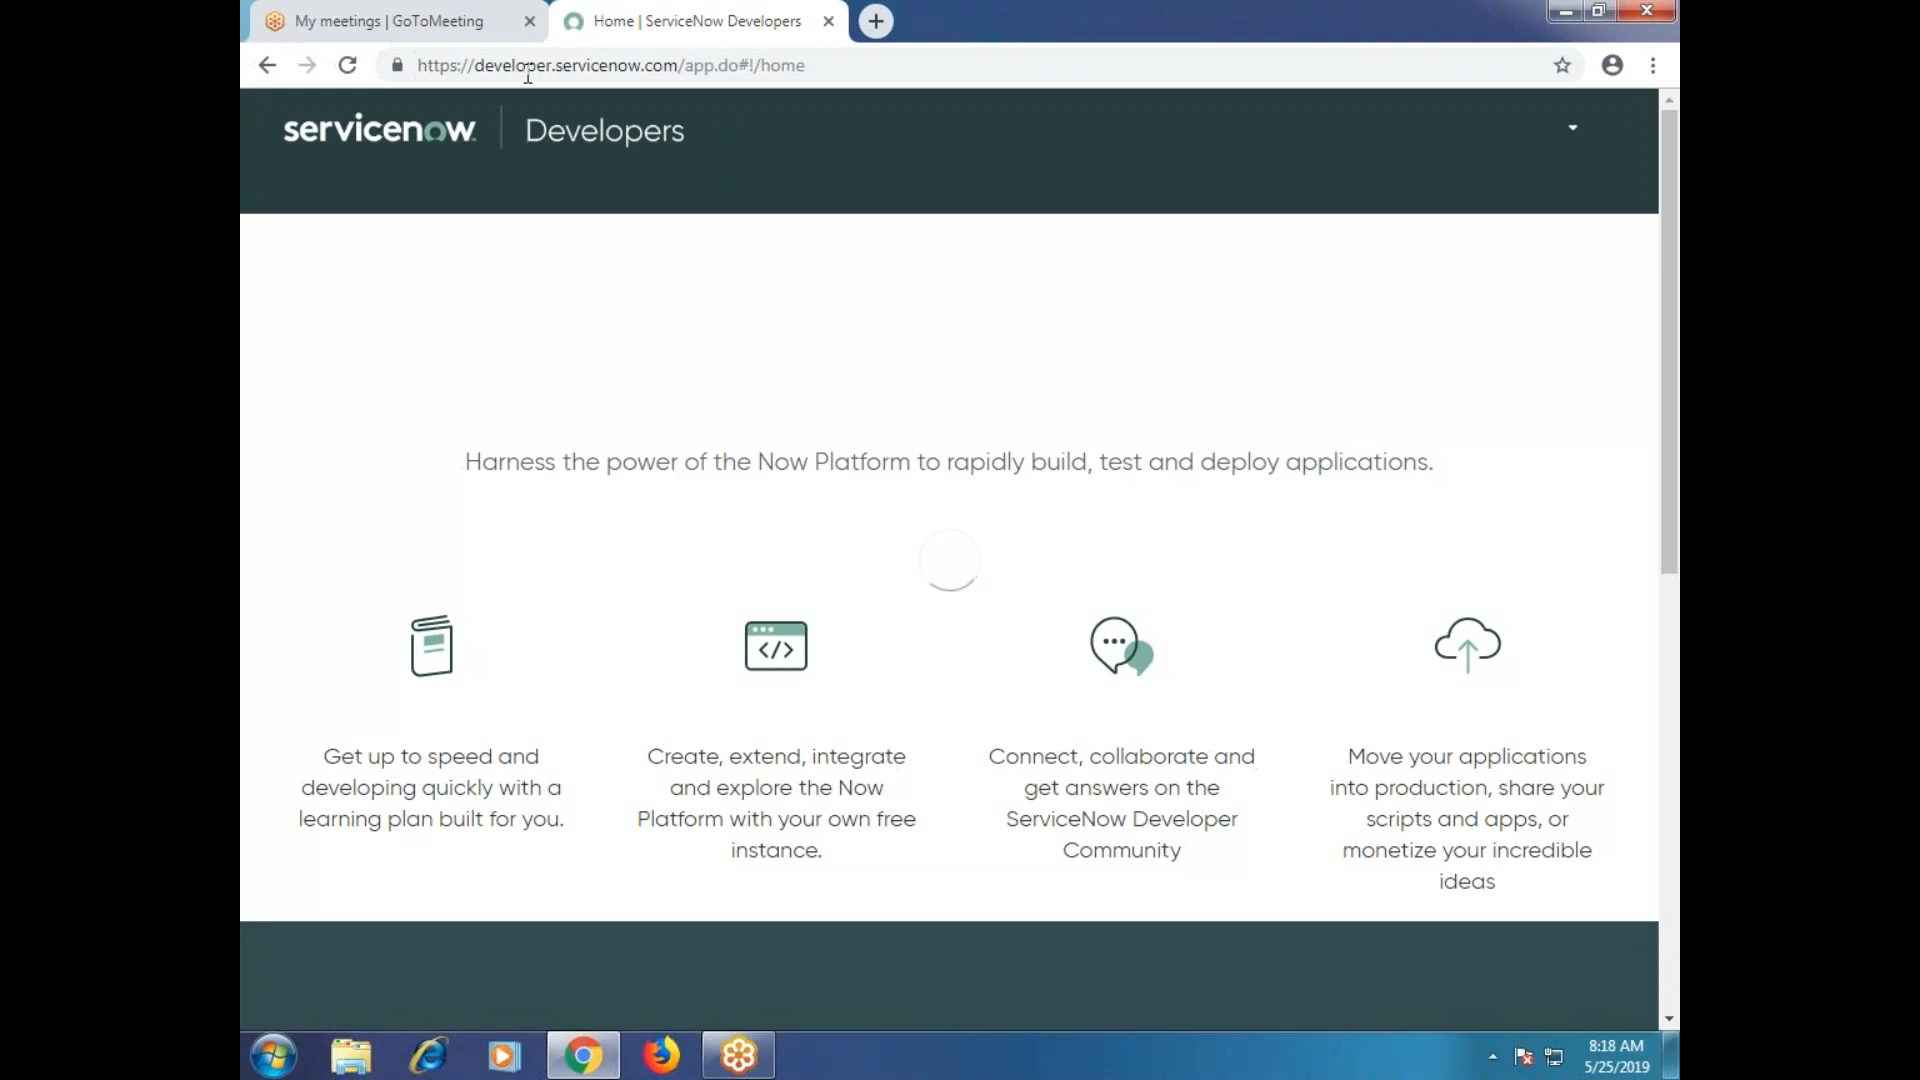 My meetings | GoToMeeting
Home | ServiceNow Developers
https://developer.servicenow.com/app.do#!/home
servicenow
Developers
Harness the power of the Now Platform to rapidly build, test and deploy applications.
</>
Get up to speed and
developing quickly with a
learning plan built for you.
Create, extend, integrate
and explore the Now
Platform with your own free
instance.
Connect, collaborate and
get answers on the
ServiceNow Developer
Community
Move your applications
into production, share your
scripts and apps, or
monetize your incredible
ideas
8:18 AM
5/25/2019